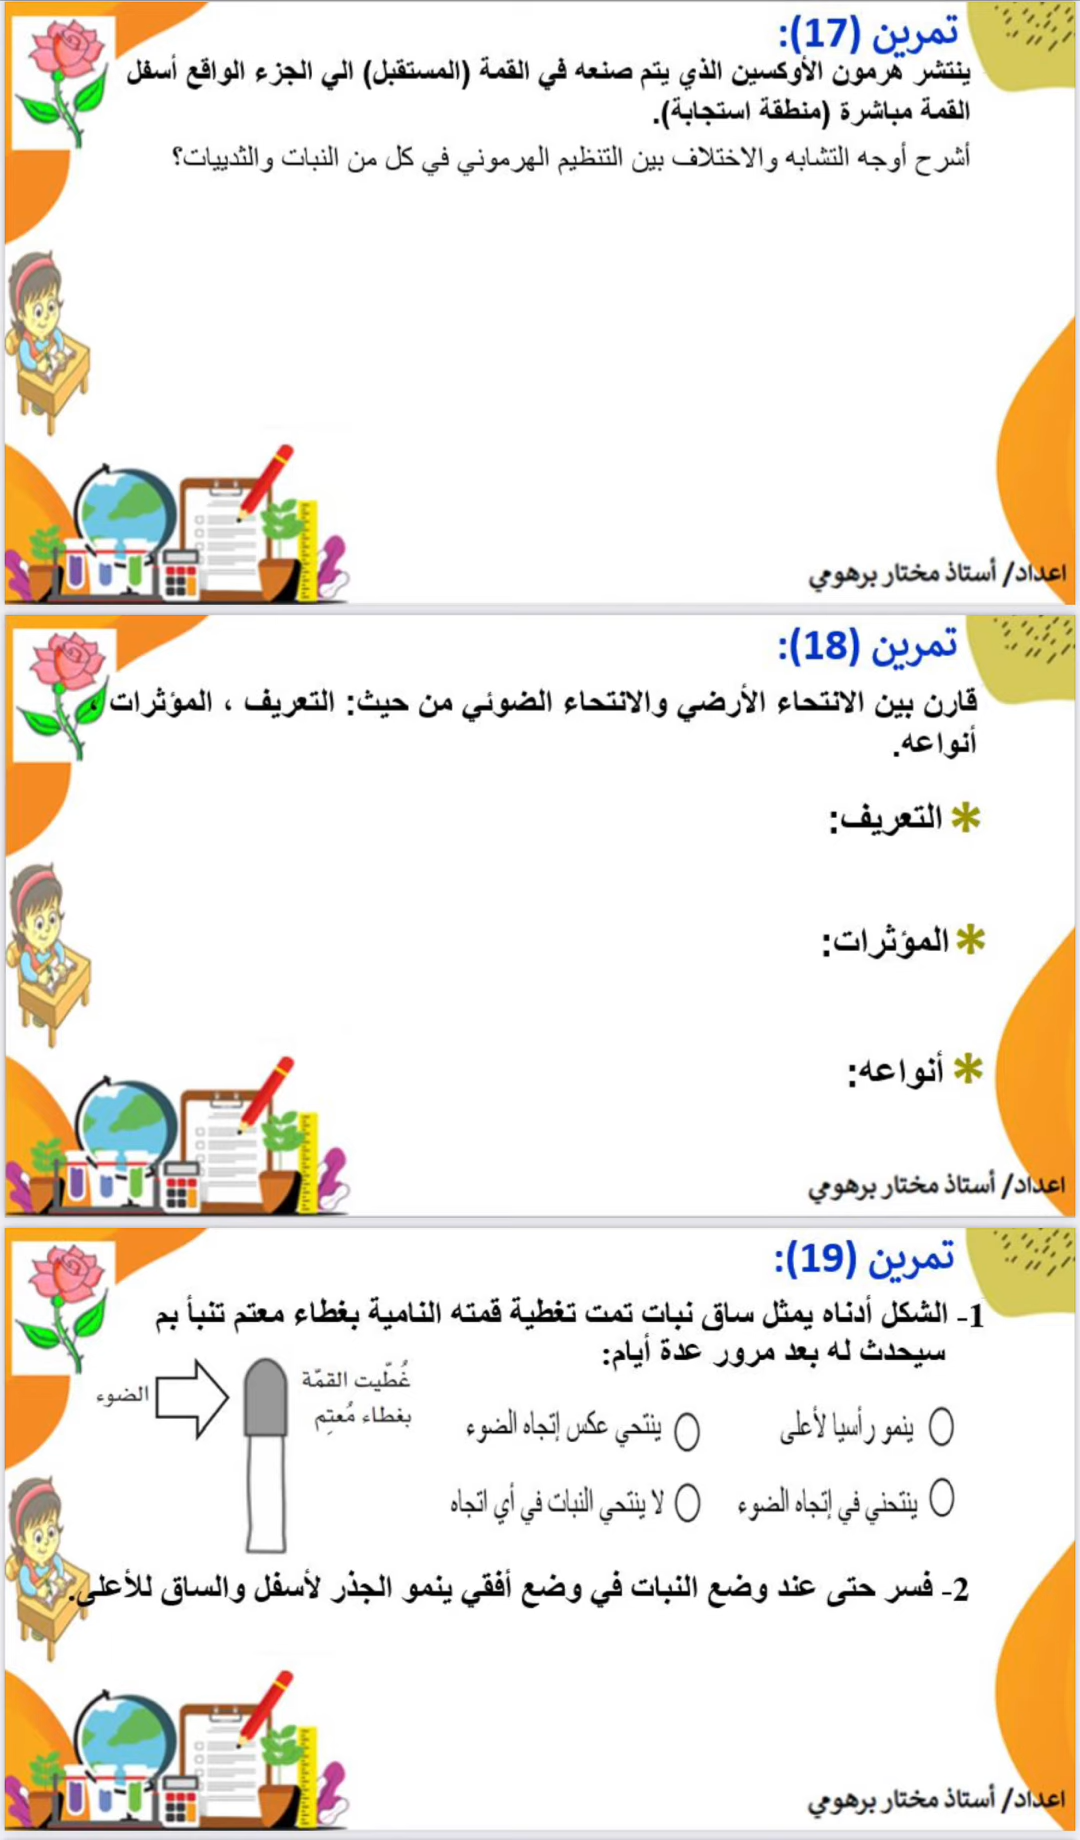 تمرين (17):
ينتشر هرمون الأوكسين الذي يتم صنعه في القمة (المستقبل) الي الجزء الواقع أسفل
القمة مباشرة (منطقة استجابة).
أشرح أوجه التشابه والاختلاف بين التنظيم الهرموني في كل من النبات والثدييات؟
اعداد/ أستاذ مختار برهومي
تمرين (18):
قارن بين الانتحاء الأرضي والانتحاء الضوئي من حيث: التعريف ، المؤثرات ،
أنواعه.
* التعريف:
* المؤثرات:
* أنواعه:
اعداد/ أستاذ مختار برهومي
تمرين (19):
1- الشكل أدناه يمثل ساق نبات تمت تغطية قمته النامية بغطاء معتم تنبأ بم
سيحدث له بعد مرور عدة أيام:
غُطّيت القمّة
بغطاء مُعتِم
الضوء
ينمو رأسيا لأعلى
ينتحي عكس إتجاه الضوء
ينتحني في إتجاه الضوء
لا ينتحي النبات في أي اتجاه
2- فسر حتى عند وضع النبات في وضع أفقي ينمو الجذر لأسفل والساق للأعلى.
اعداد/ أستاذ مختار برهومي